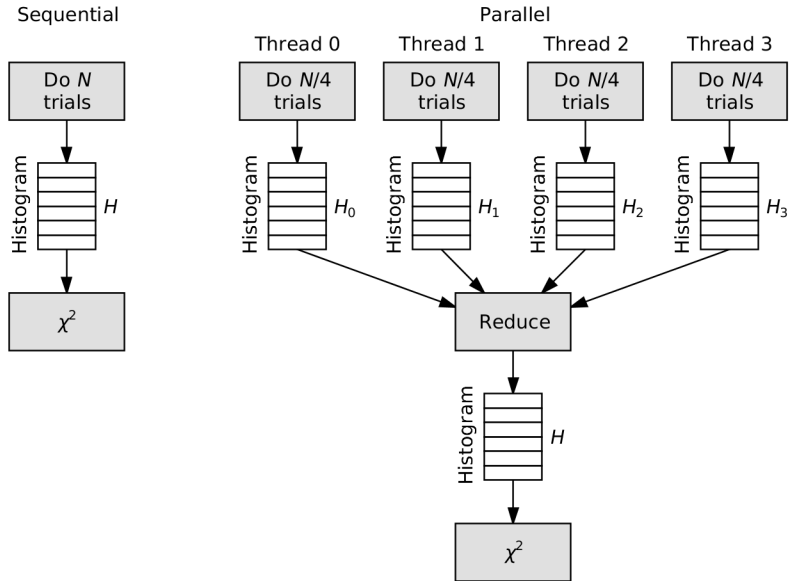 Sequential
Do N
trials
Histogram
H
χ²
Parallel
Thread 0
Thread 1
Thread 2
Thread 3
Do N/4
trials
Do N/4
trials
Do N/4
trials
Do N/4
trials
Histogram
H₀
Histogram
H₁
Histogram
H₂
Histogram
H₃
Reduce
Histogram
H
χ²